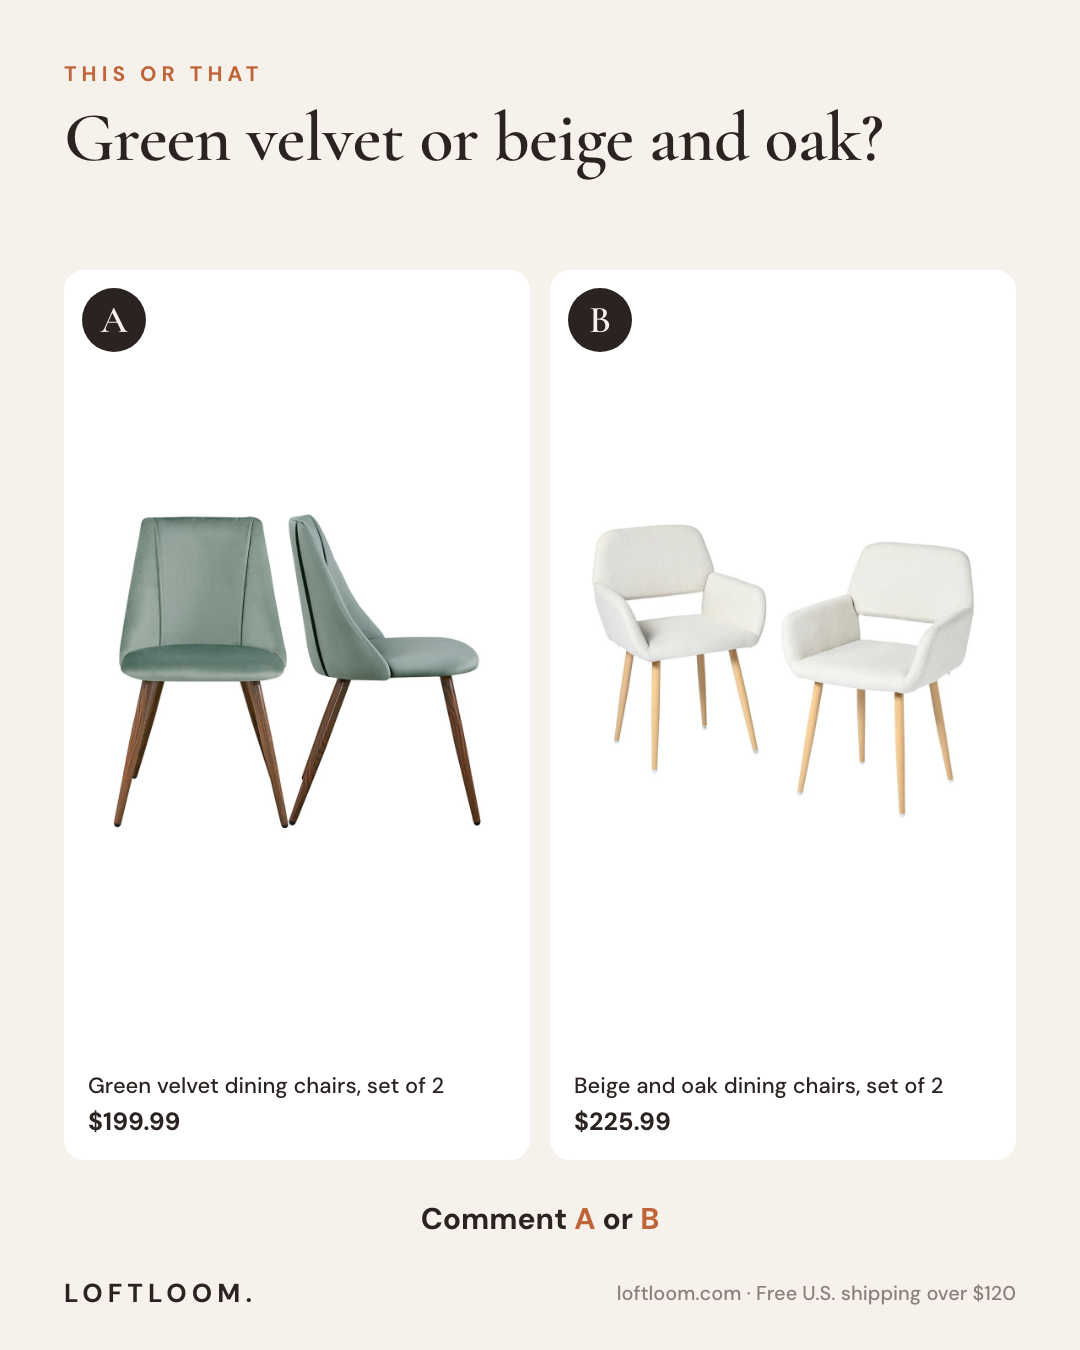 THIS OR THAT
Green velvet or beige and oak?
A
B
Green velvet dining chairs, set of 2
$199.99
Beige and oak dining chairs, set of 2
$225.99
Comment A or B
LOFTLOOM.
loftloom.com · Free U.S. shipping over $120